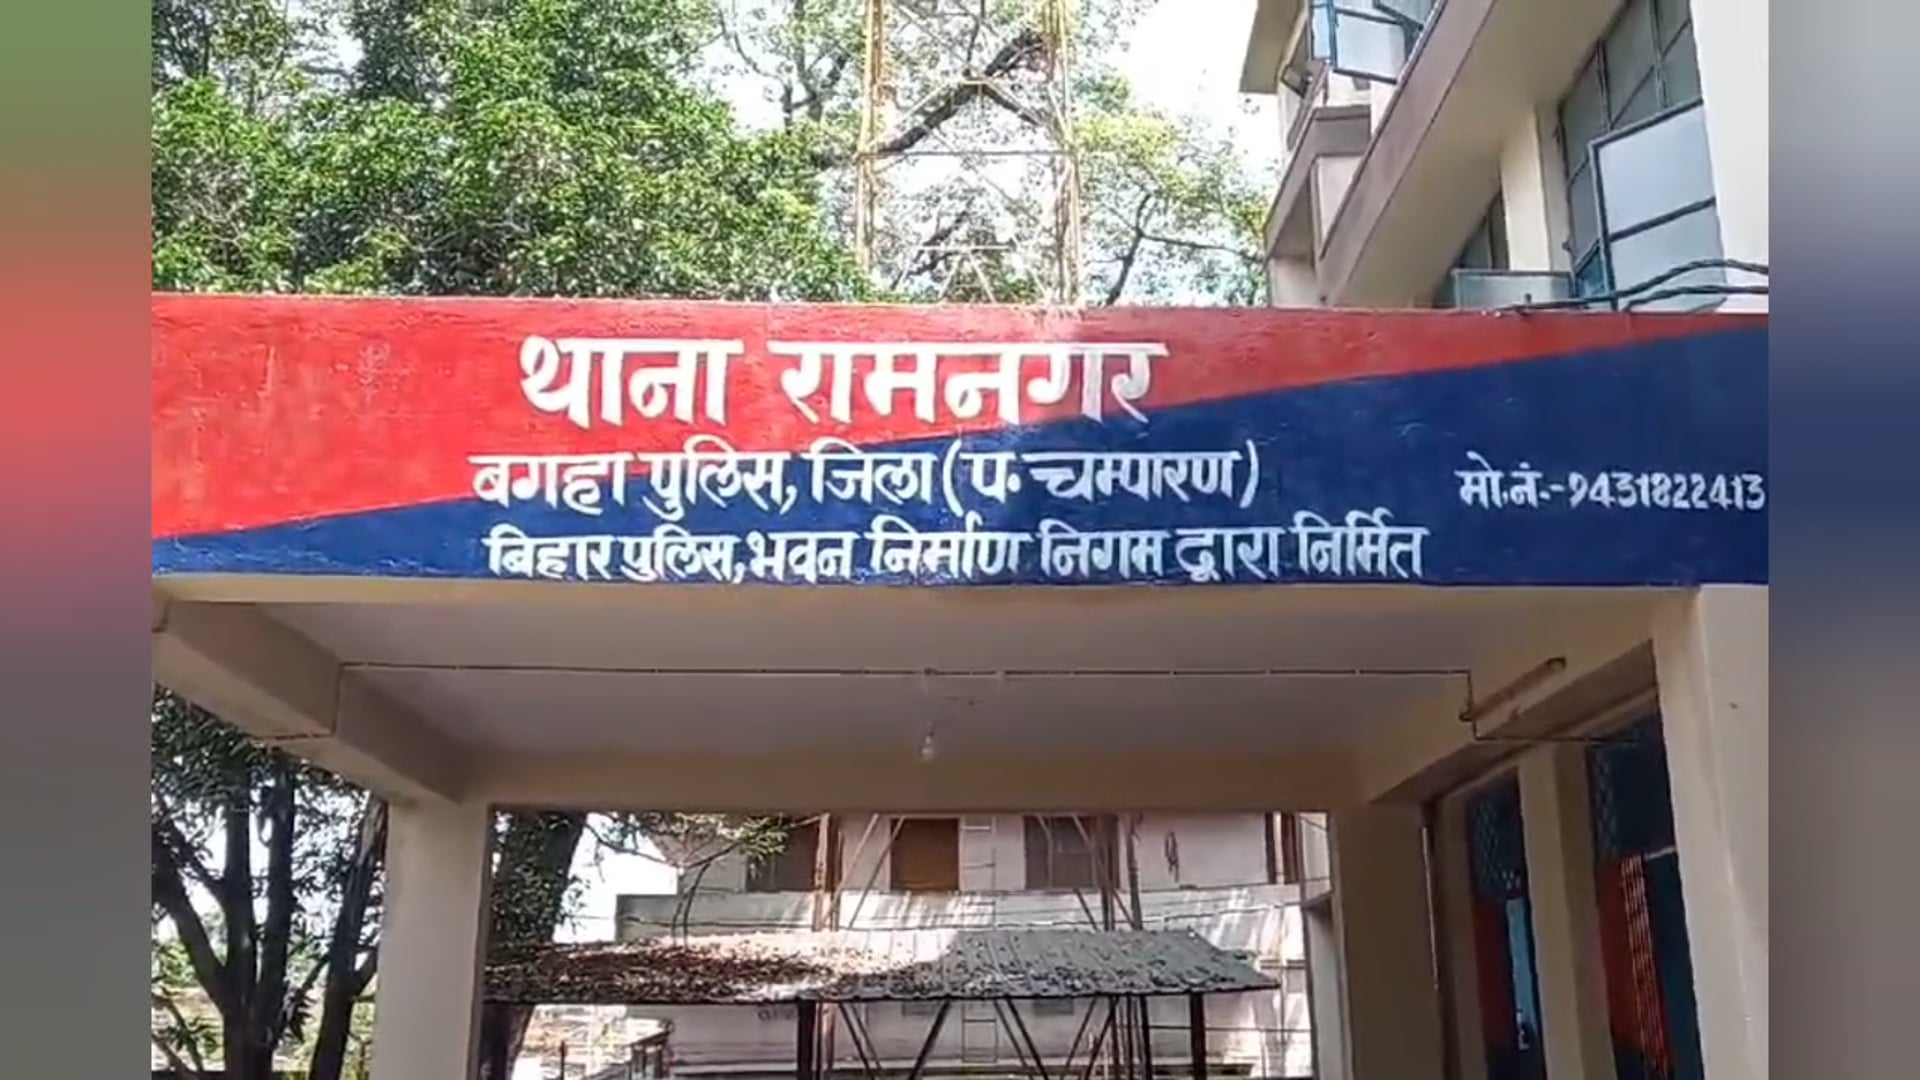 थाना रामनगर
बगहा पुलिस, जिला (प. चम्पारण)
मो.नं.-9431822413
बिहार पुलिस, भवन निर्माण निगम द्वारा निर्मित